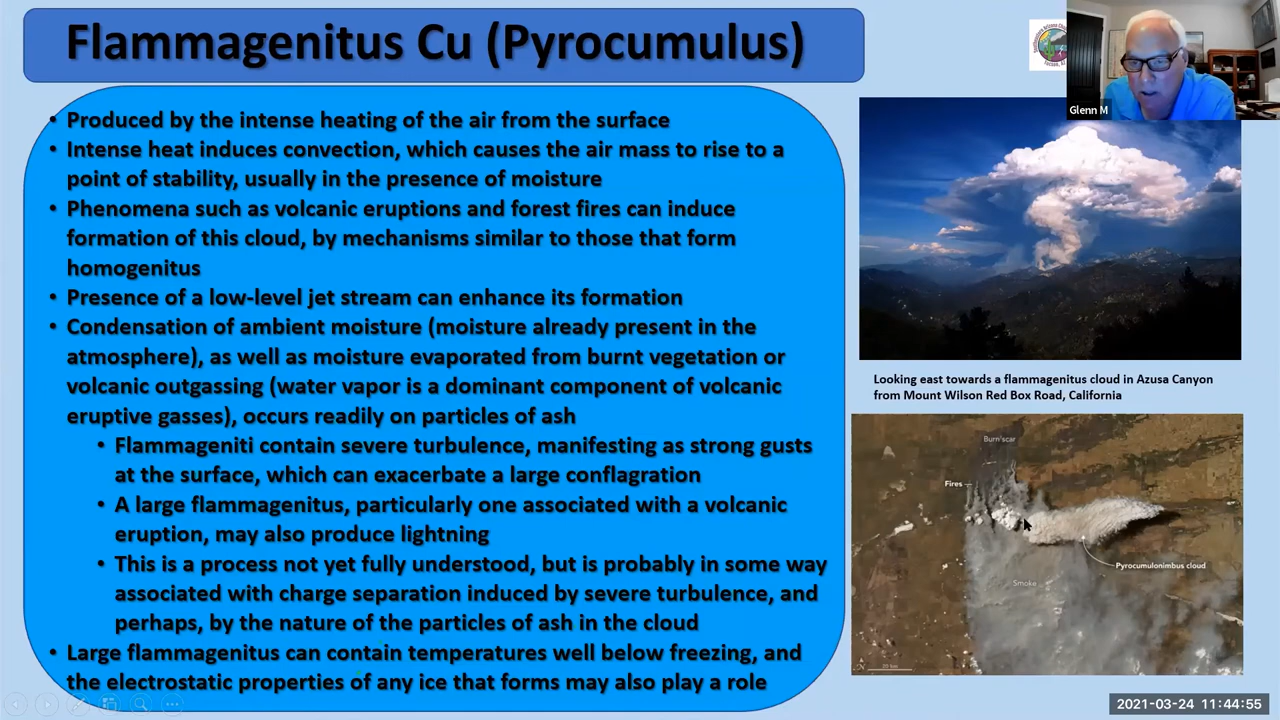 Flammagenitus Cu (Pyrocumulus)
• Produced by the intense heating of the air from the surface
• Intense heat induces convection, which causes the air mass to rise to a
point of stability, usually in the presence of moisture
• Phenomena such as volcanic eruptions and forest fires can induce
formation of this cloud, by mechanisms similar to those that form
homogenitus
• Presence of a low-level jet stream can enhance its formation
• Condensation of ambient moisture (moisture already present in the
atmosphere), as well as moisture evaporated from burnt vegetation or
volcanic outgassing (water vapor is a dominant component of volcanic
eruptive gasses), occurs readily on particles of ash
• Flammageniti contain severe turbulence, manifesting as strong gusts
at the surface, which can exacerbate a large conflagration
• A large flammagenitus, particularly one associated with a volcanic
eruption, may also produce lightning
• This is a process not yet fully understood, but is probably in some way
associated with charge separation induced by severe turbulence, and
perhaps, by the nature of the particles of ash in the cloud
• Large flammagenitus can contain temperatures well below freezing, and
the electrostatic properties of any ice that forms may also play a role
Glenn M
Looking east towards a flammagenitus cloud in Azusa Canyon
from Mount Wilson Red Box Road, California
Burn scar
Fires
Pyrocumulonimbus cloud
Smoke
2021-03-24 11:44:55